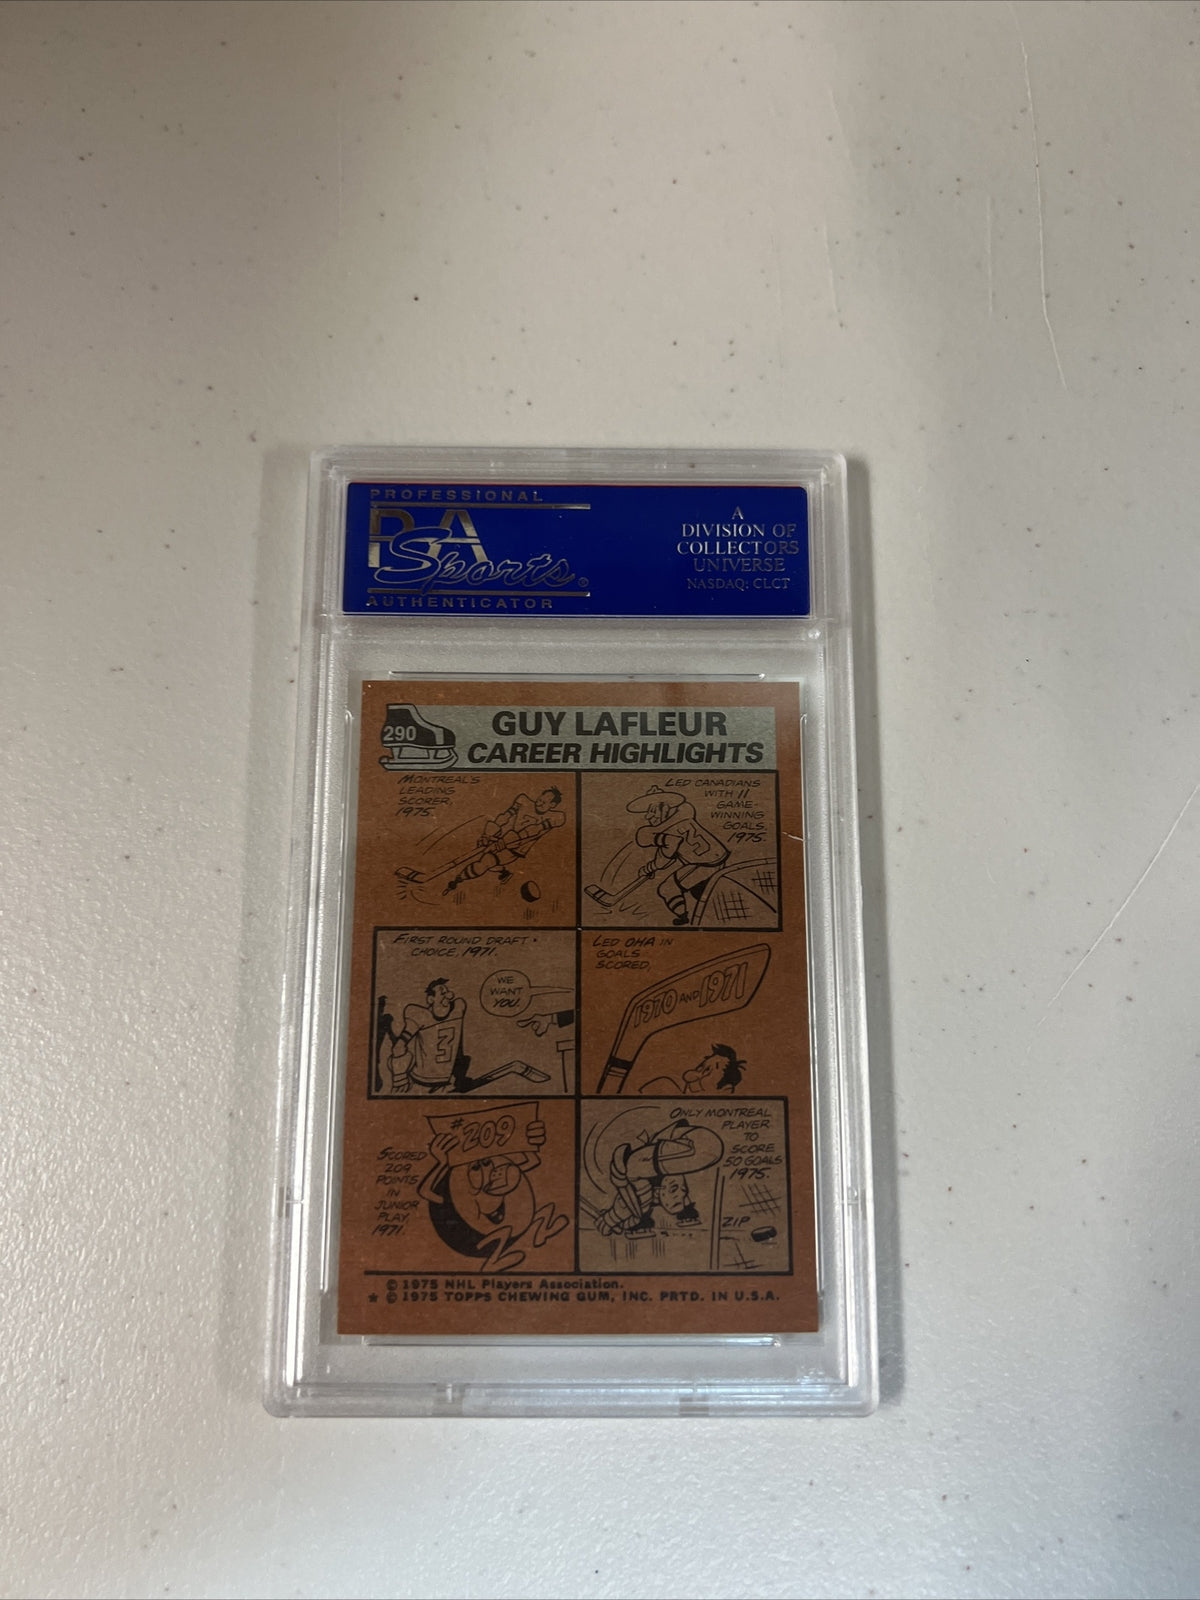 PROFESSIONAL
PSA
Sports®
AUTHENTICATOR
A
DIVISION OF
COLLECTORS
UNIVERSE
NASDAQ: CLCT
290
GUY LAFLEUR
CAREER HIGHLIGHTS
MONTREAL'S
LEADING
SCORER,
1975.
LED CANADIANS
WITH 11
GAME-
WINNING
GOALS.
1975.
3
FIRST ROUND DRAFT
CHOICE, 1971.
WE
WANT
YOU.
3
LED OHA IN
GOALS
SCORED,
1970 AND 1971
SCORED
209
POINTS
IN
JUNIOR
PLAY,
1971.
#209
ONLY MONTREAL
PLAYER
TO
SCORE
50 GOALS
1975.
ZIP
© 1975 NHL Players Association.
* © 1975 TOPPS CHEWING GUM, INC. PRTD. IN U.S.A.